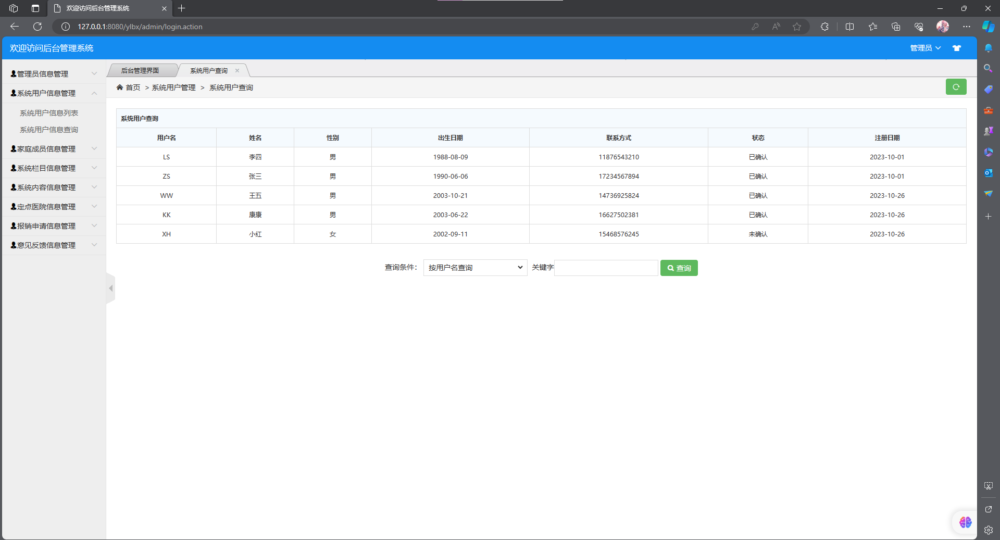 欢迎访问后台管理系统
127.0.0.1:8080/ylbx/admin/login.action
欢迎访问后台管理系统
管理员
管理员信息管理
系统用户信息管理
系统用户信息列表
系统用户信息查询
家庭成员信息管理
系统栏目信息管理
系统内容信息管理
定点医院信息管理
报销申请信息管理
意见反馈信息管理
后台管理界面 系统用户查询
首页 > 系统用户管理 > 系统用户查询
系统用户查询
用户名 姓名 性别 出生日期 联系方式 状态 注册日期
LS 李四 男 1988-08-09 11876543210 已确认 2023-10-01
ZS 张三 男 1990-06-06 17234567894 已确认 2023-10-01
WW 王五 男 2003-10-21 14736925824 已确认 2023-10-26
KK 康康 男 2003-06-22 16627502381 已确认 2023-10-26
XH 小红 女 2002-09-11 15468576245 未确认 2023-10-26
查询条件: 按用户名查询 关键字 查询